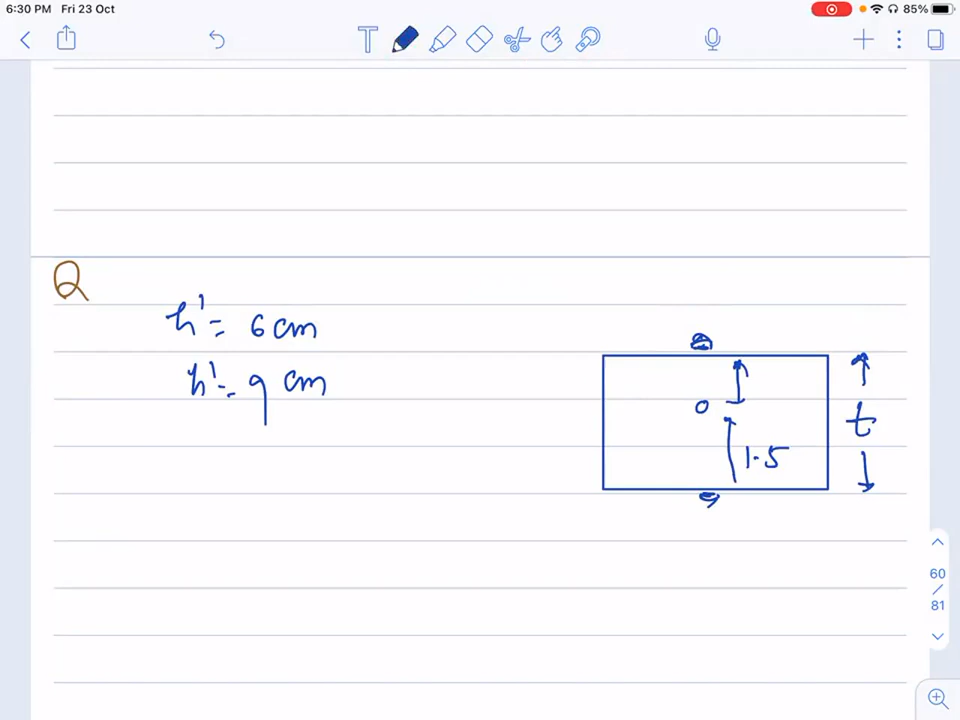 6:30 PM Fri 23 Oct
85%
T
Q
h' = 6 cm
h' = 9 cm
O
1.5
t
60
/
81